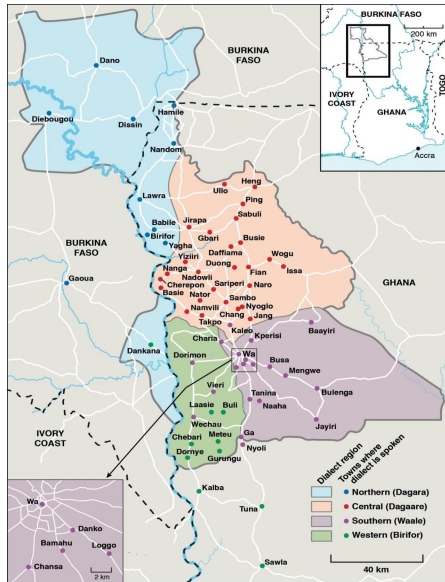 BURKINA FASO
200 km
IVORY
COAST
GHANA
TOGO
Accra
Dano
BURKINA
FASO
Diebougou
Dissin
Hamile
Nandom
Heng
Ullo
Ping
Lawra
Sabuli
Babile
Jirapa
Birifor
Gbari
Busie
Yagha
Daffiama
Wogu
BURKINA
FASO
Yiziiri
Duong
Nanga
Fian
Issa
Nadowli
Gaoua
Cherepon
Sariperi
Naro
Basie
Nator
Sambo
GHANA
Nyoglo
Namvili
Chang
Jang
Takpo
Kaleo
Baayiri
Charia
Kperisi
Dankana
Wa
Dorimon
Busa
Mengwe
Vieri
Tanina
Bulenga
Laasie
Buli
Naaha
IVORY
COAST
Wechau
Jayiri
Chebari
Meteu
Ga
Nyoli
Dornye
Gurungu
Kalba
Tuna
Sawla
Wa
Danko
Bamahu
Loggo
Chansa
2 km
Dialect region
Towns where
dialect is spoken
Northern (Dagara)
Central (Dagaare)
Southern (Waale)
Western (Birifor)
40 km